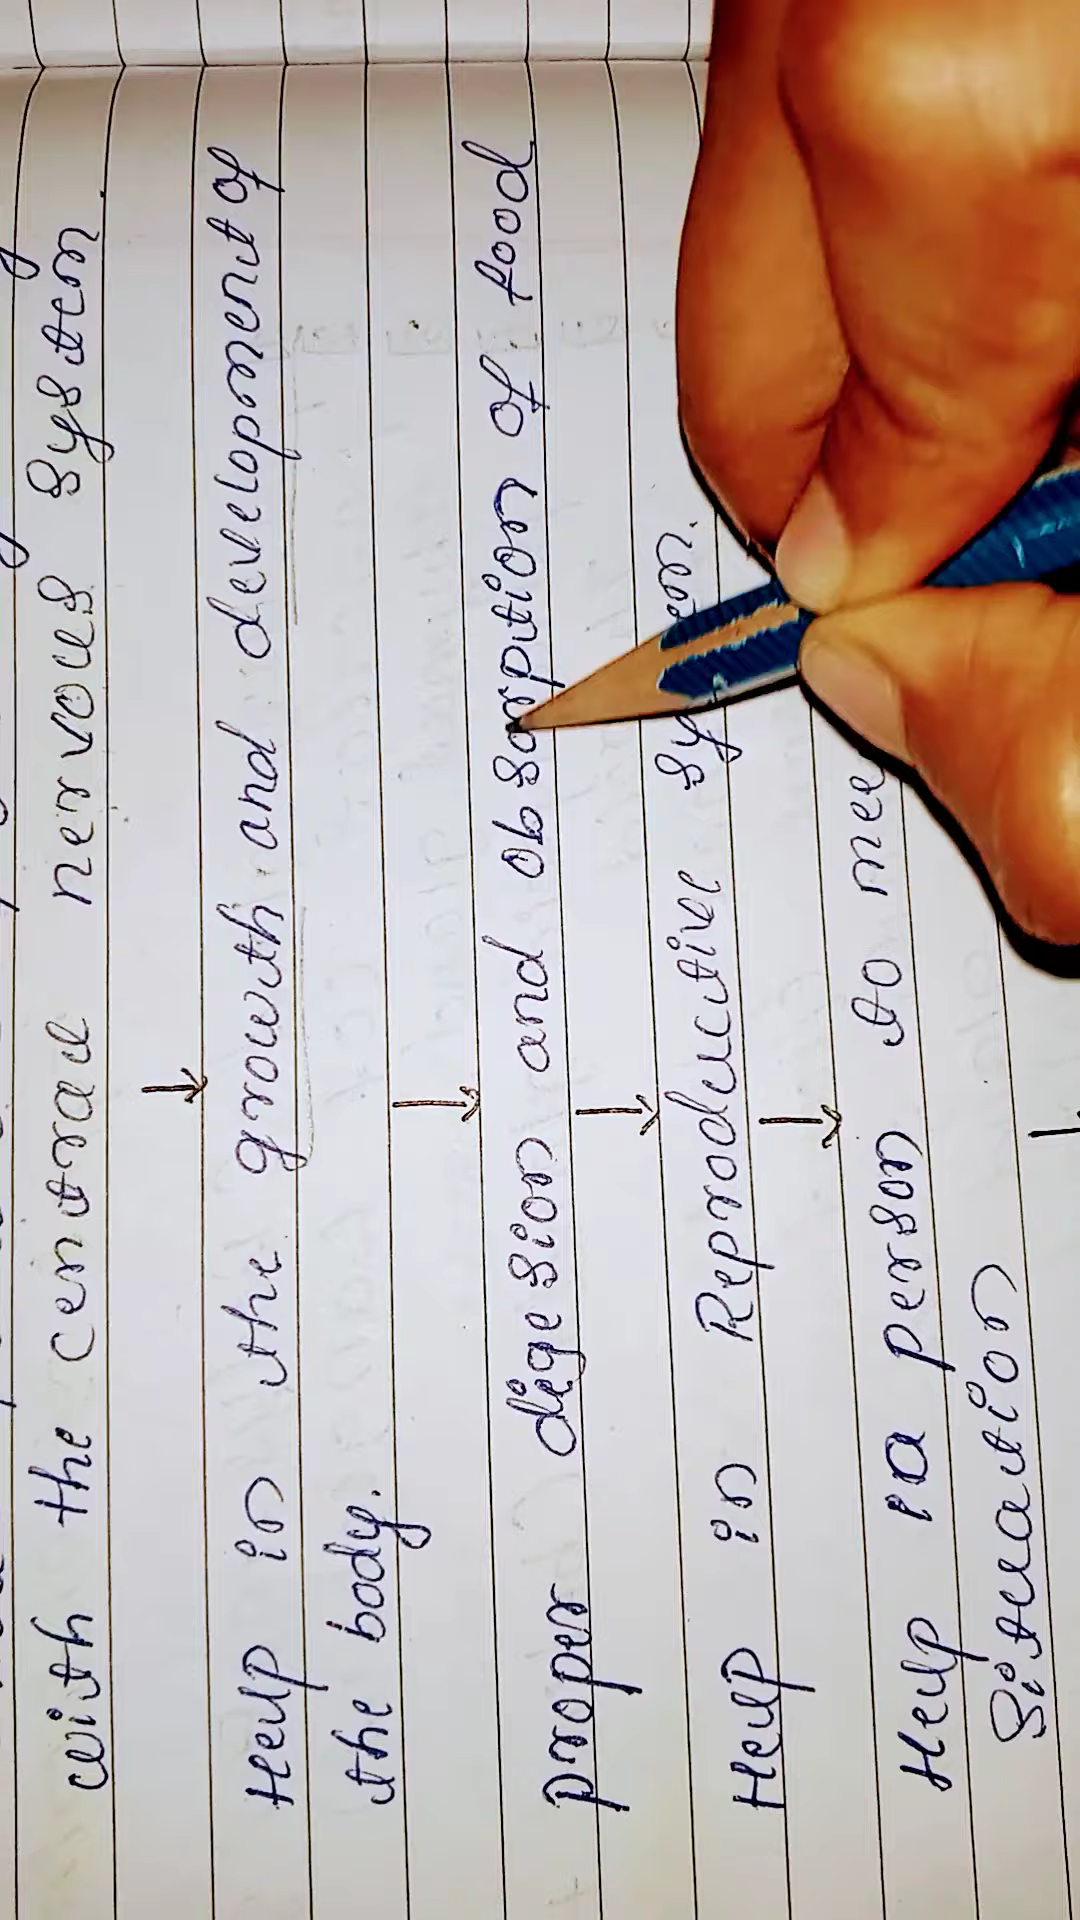 with the central nervous system.
↓
Help in the growth and development of
the body.
↓
proper digesion and obsorption of food
↓
Help in Reproductive system.
↓
Help a person to mee
Situation
↓